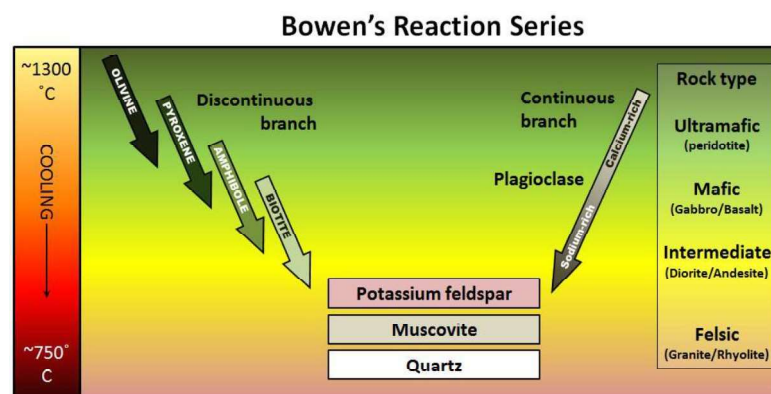 Bowen's Reaction Series
~1300
˚C
COOLING
~750˚
C
OLIVINE
PYROXENE
AMPHIBOLE
BIOTITE
Discontinuous
branch
Continuous
branch
Plagioclase
Calcium-rich
Sodium-rich
Potassium feldspar
Muscovite
Quartz
Rock type
Ultramafic
(peridotite)
Mafic
(Gabbro/Basalt)
Intermediate
(Diorite/Andesite)
Felsic
(Granite/Rhyolite)